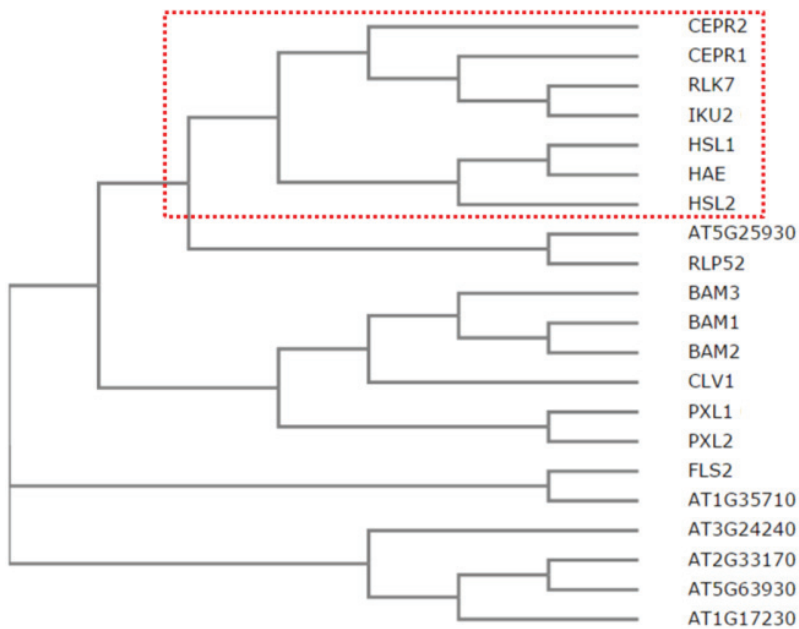 CEPR2
CEPR1
RLK7
IKU2
HSL1
HAE
HSL2
AT5G25930
RLP52
BAM3
BAM1
BAM2
CLV1
PXL1
PXL2
FLS2
AT1G35710
AT3G24240
AT2G33170
AT5G63930
AT1G17230